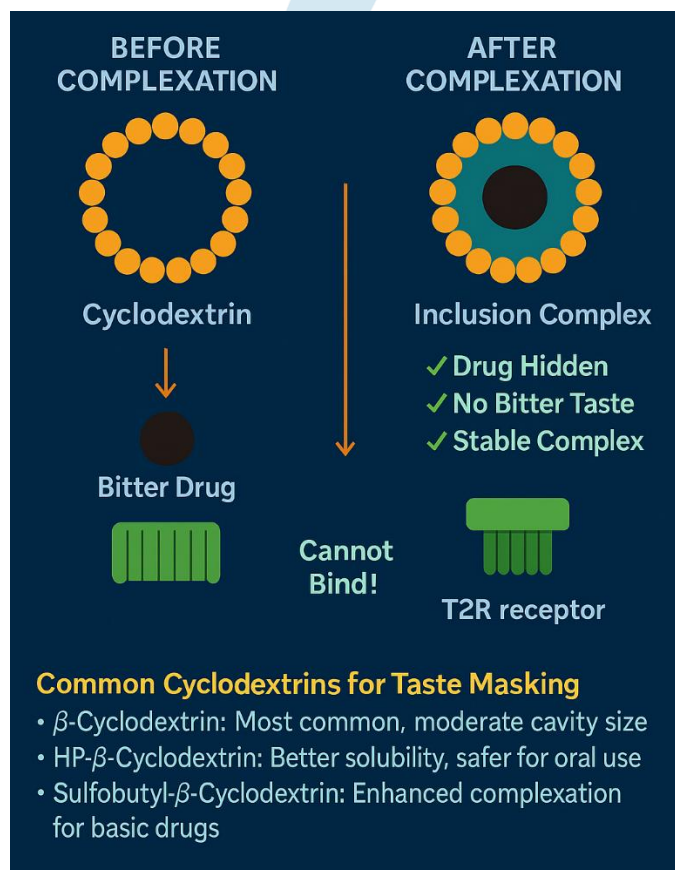 BEFORE
COMPLEXATION
Cyclodextrin
Bitter Drug
AFTER
COMPLEXATION
Inclusion Complex
✓ Drug Hidden
✓ No Bitter Taste
✓ Stable Complex
Cannot
Bind!
T2R receptor
Common Cyclodextrins for Taste Masking
• β-Cyclodextrin: Most common, moderate cavity size
• HP-β-Cyclodextrin: Better solubility, safer for oral use
• Sulfobutyl-β-Cyclodextrin: Enhanced complexation
for basic drugs